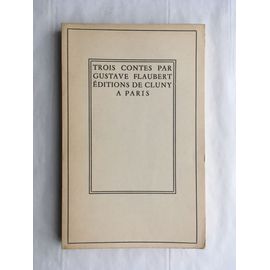 TROIS CONTES PAR
GUSTAVE FLAUBERT
ÉDITIONS DE CLUNY
A PARIS